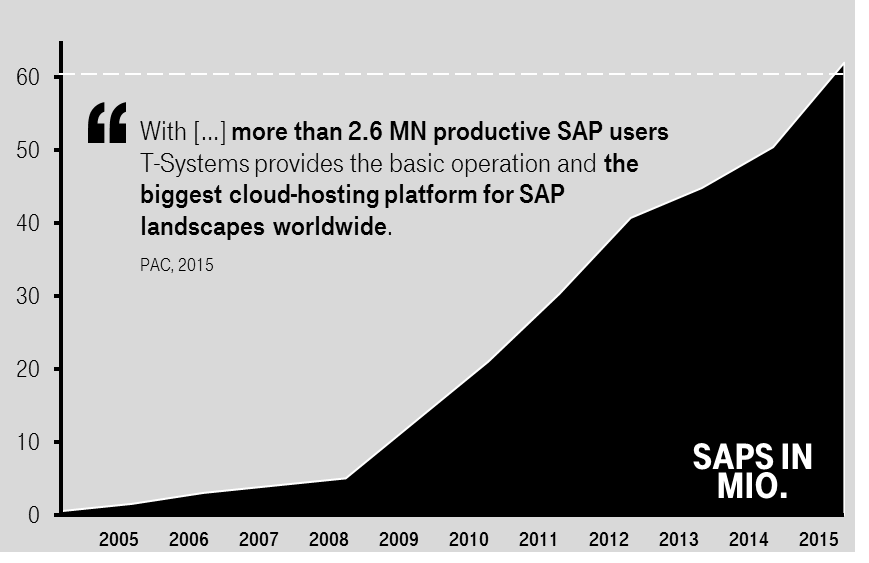 60
“ With [...] more than 2.6 MN productive SAP users
50
T-Systems provides the basic operation and the
biggest cloud-hosting platform for SAP
40
landscapes worldwide.
PAC, 2015
30
20
10
SAPS IN
MIO.
0
2005 2006 2007 2008 2009 2010 2011 2012 2013 2014 2015